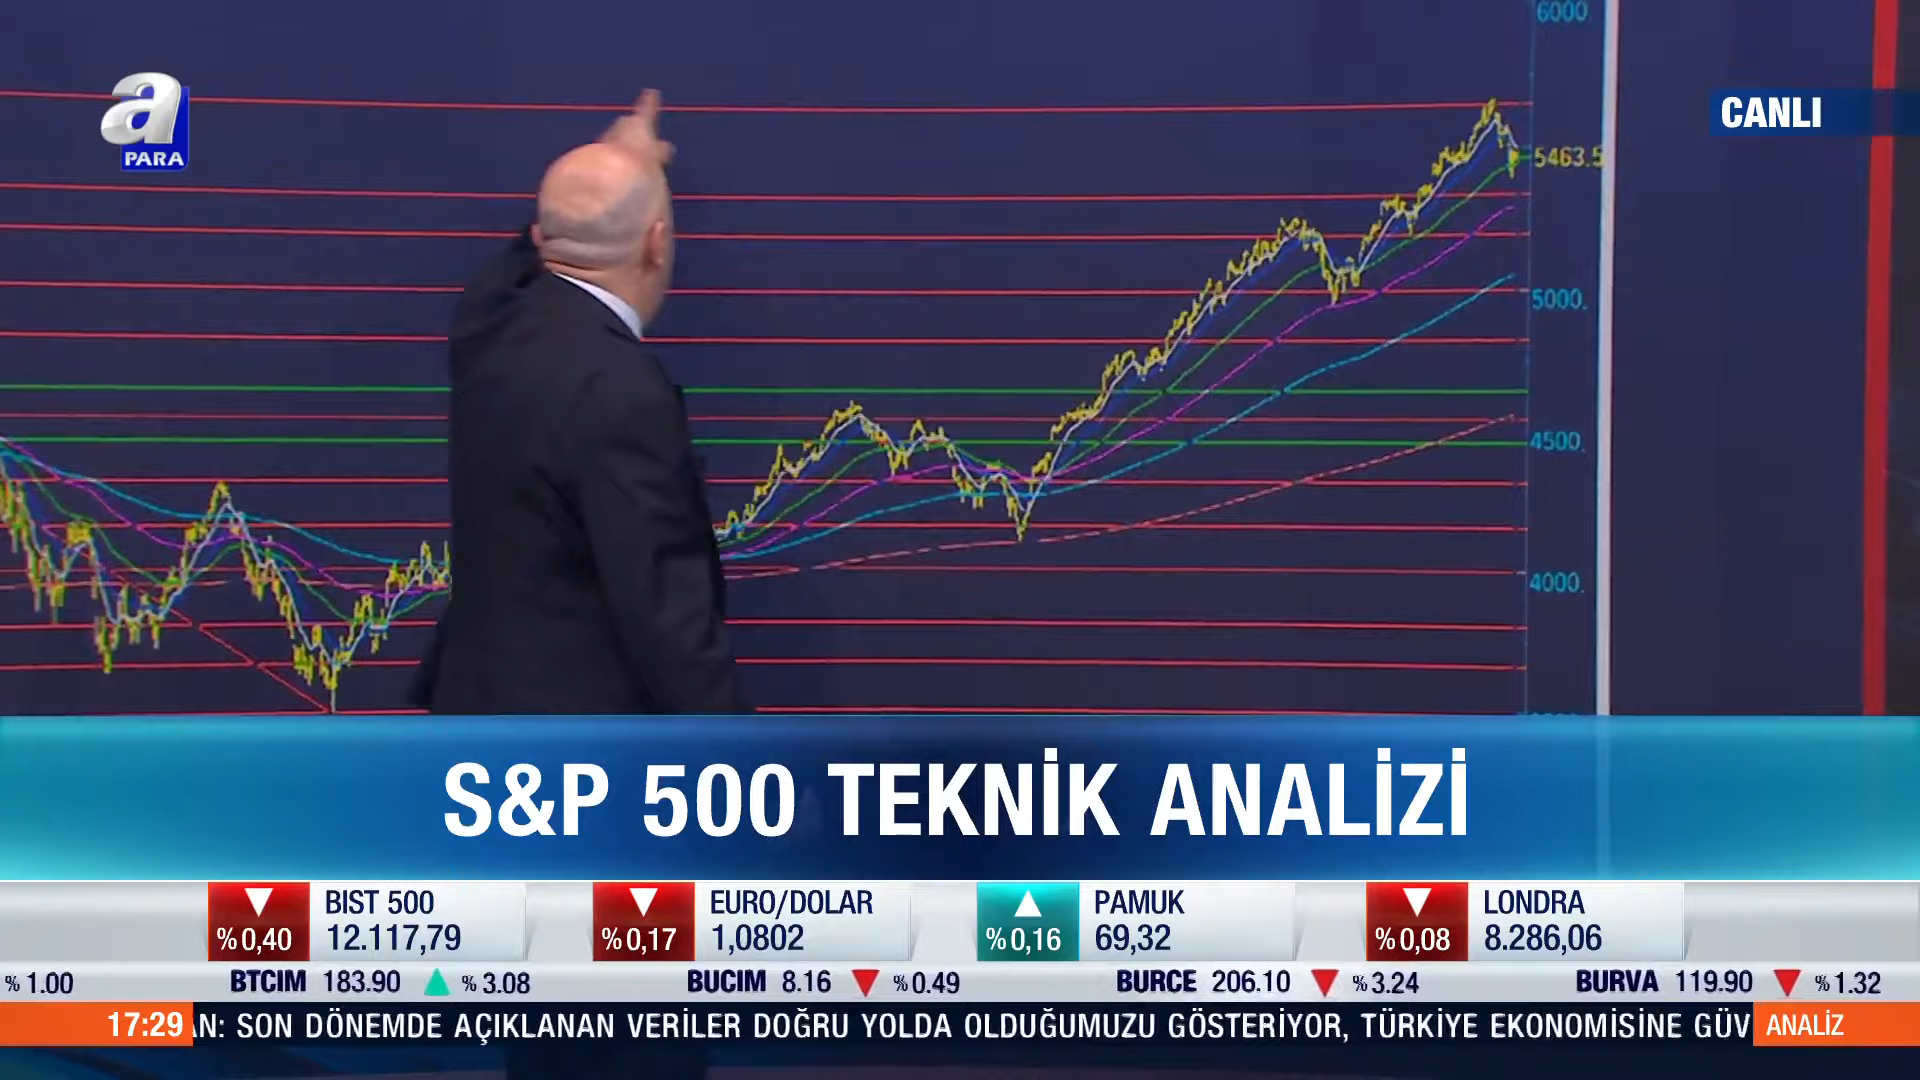 6000
a
PARA
CANLI
5463.5
5000.
4500.
4000.
S&P 500 TEKNİK ANALİZİ
%0,40 BIST 500 12.117,79
%0,17 EURO/DOLAR 1,0802
%0,16 PAMUK 69,32
%0,08 LONDRA 8.286,06
% 1.00 BTCIM 183.90 % 3.08 BUCIM 8.16 % 0.49 BURCE 206.10 % 3.24 BURVA 119.90 % 1.32
17:29 AN: SON DÖNEMDE AÇIKLANAN VERİLER DOĞRU YOLDA OLDUĞUMUZU GÖSTERİYOR, TÜRKİYE EKONOMİSİNE GÜV ANALİZ